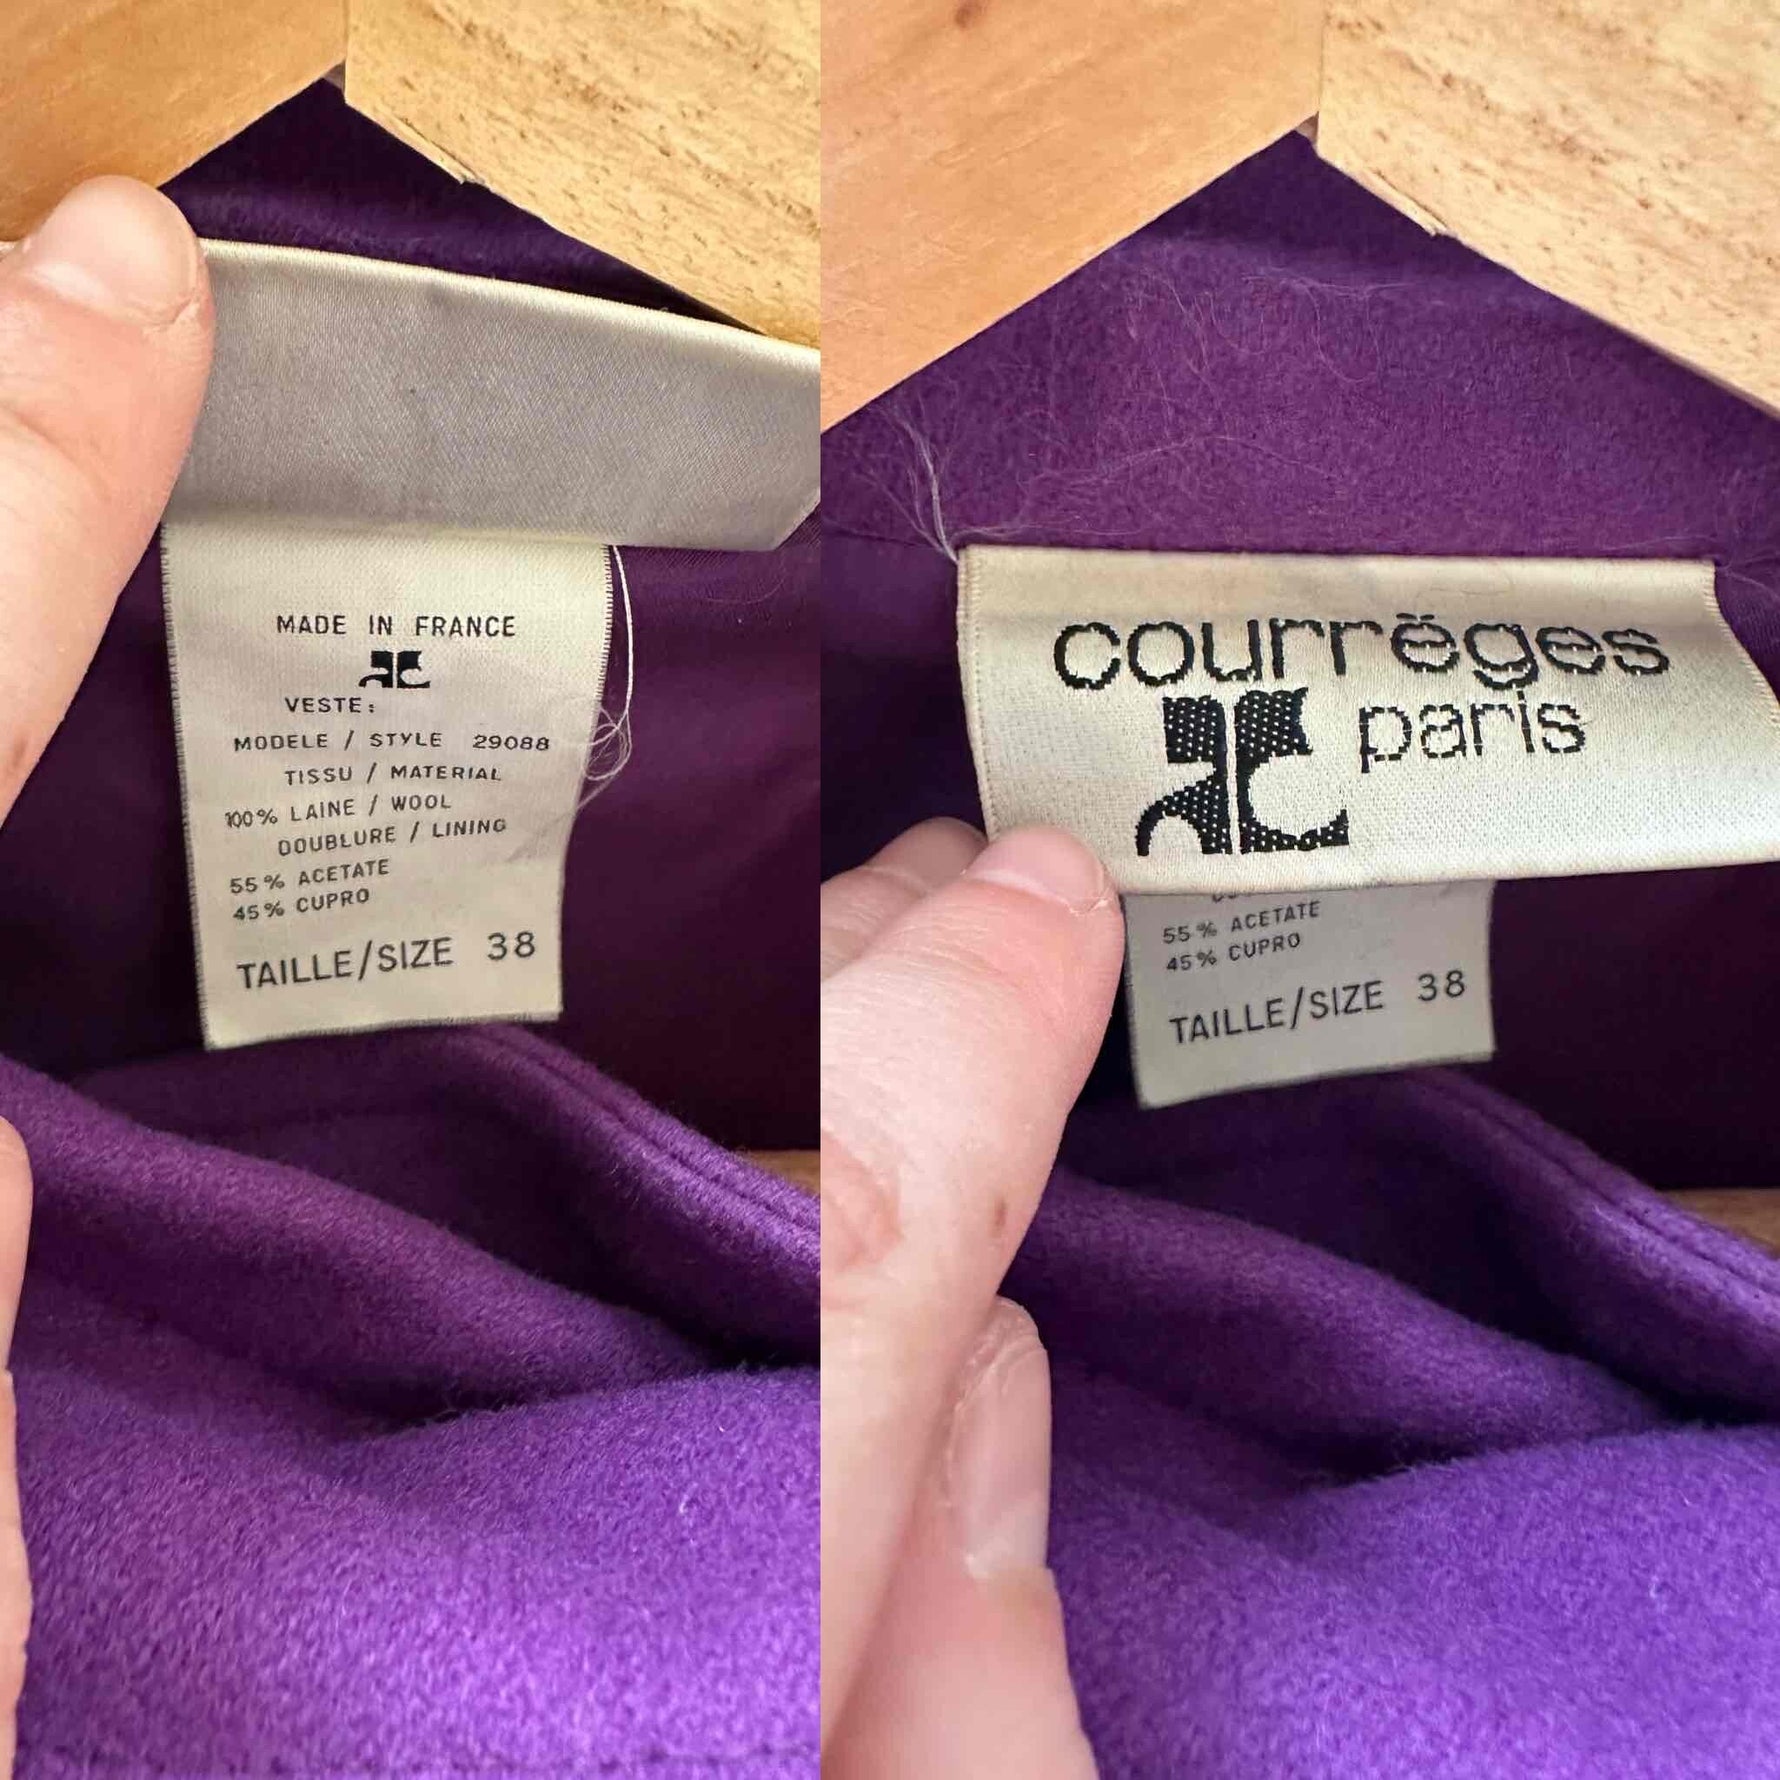 MADE IN FRANCE
VESTE:
MODELE / STYLE 29088
TISSU / MATERIAL
100% LAINE / WOOL
DOUBLURE / LINING
55% ACETATE
45% CUPRO
TAILLE/SIZE 38
courrèges
paris
55% ACETATE
45% CUPRO
TAILLE/SIZE 38